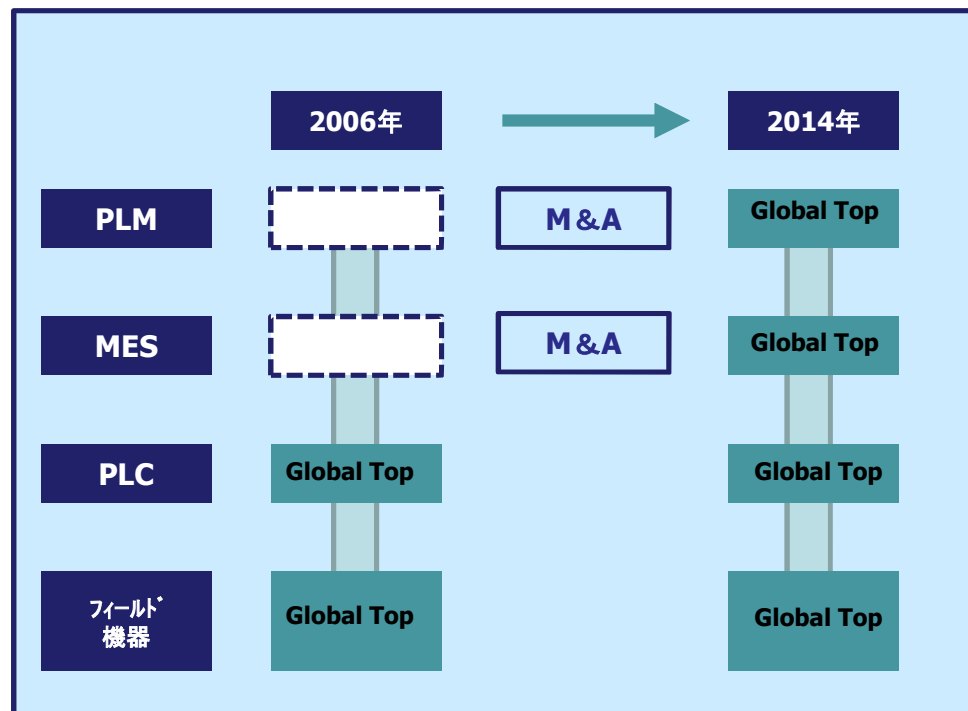 2006年
2014年
PLM
M&A
Global Top
MES
M&A
Global Top
PLC
Global Top
Global Top
ﾌｨｰﾙﾄﾞ
機器
Global Top
Global Top